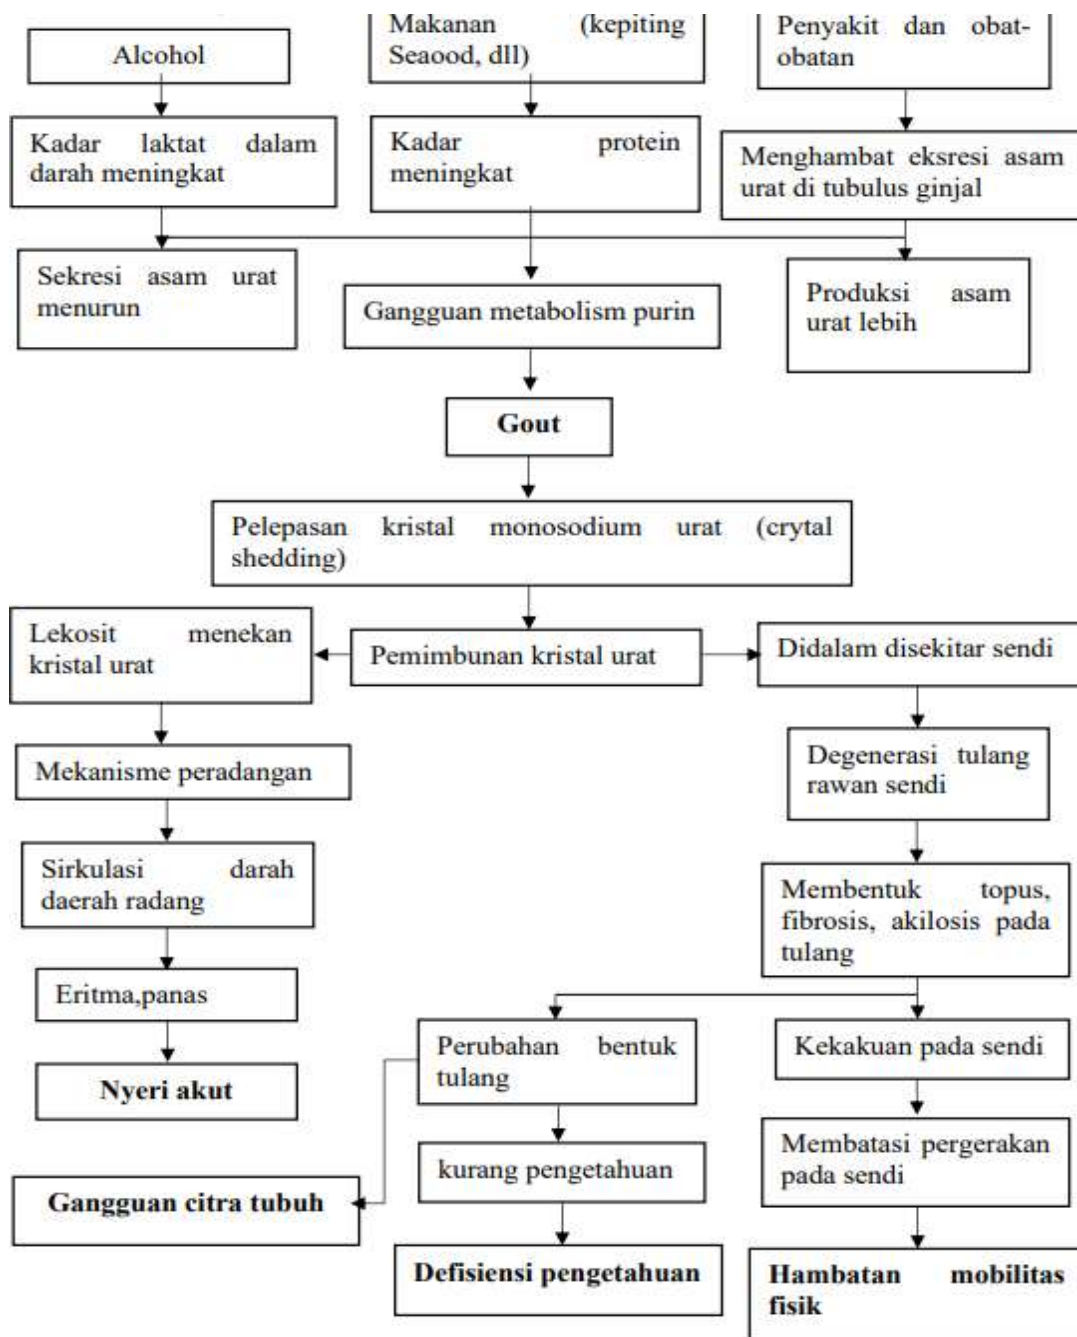 Alcohol
Makanan (kepiting
Seaood, dll)
Penyakit dan obat-
obatan
Kadar laktat dalam
darah meningkat
Kadar protein
meningkat
Menghambat eksresi asam
urat di tubulus ginjal
Sekresi asam urat
menurun
Gangguan metabolism purin
Produksi asam
urat lebih
Gout
Pelepasan kristal monosodium urat (crytal
shedding)
Lekosit menekan
kristal urat
Pemimbunan kristal urat
Didalam disekitar sendi
Mekanisme peradangan
Degenerasi tulang
rawan sendi
Sirkulasi darah
daerah radang
Membentuk topus,
fibrosis, akilosis pada
tulang
Eritma,panas
Perubahan bentuk
tulang
Kekakuan pada sendi
Nyeri akut
kurang pengetahuan
Membatasi pergerakan
pada sendi
Gangguan citra tubuh
Defisiensi pengetahuan
Hambatan mobilitas
fisik